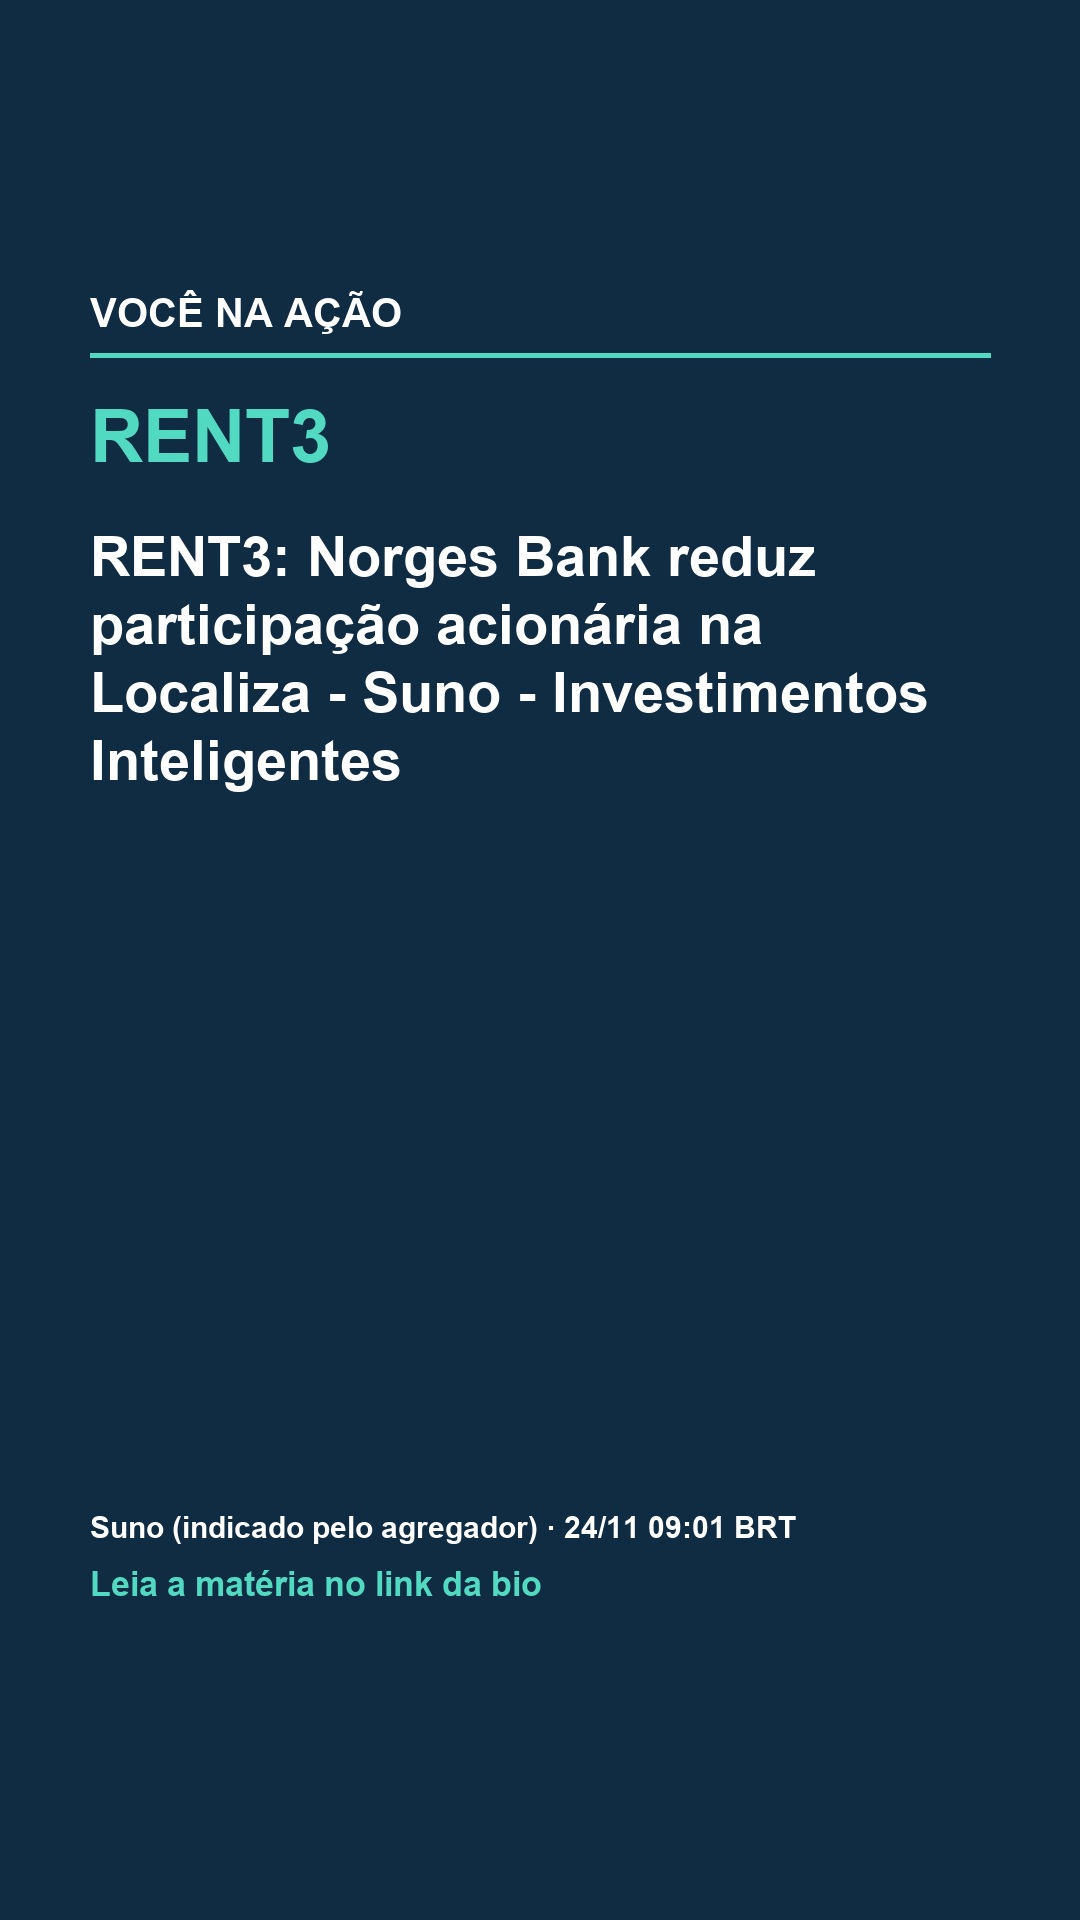 VOCÊ NA AÇÃO
RENT3
RENT3: Norges Bank reduz
participação acionária na
Localiza - Suno - Investimentos
Inteligentes
Suno (indicado pelo agregador) · 24/11 09:01 BRT
Leia a matéria no link da bio